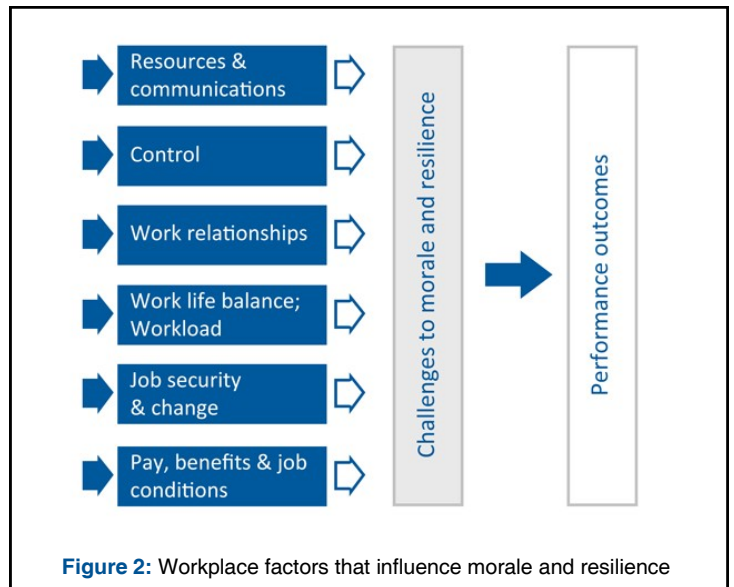 Resources &
communications
Control
Work relationships
Work life balance;
Workload
Job security
& change
Pay, benefits & job
conditions
Challenges to morale and resilience
Performance outcomes
Figure 2: Workplace factors that influence morale and resilience